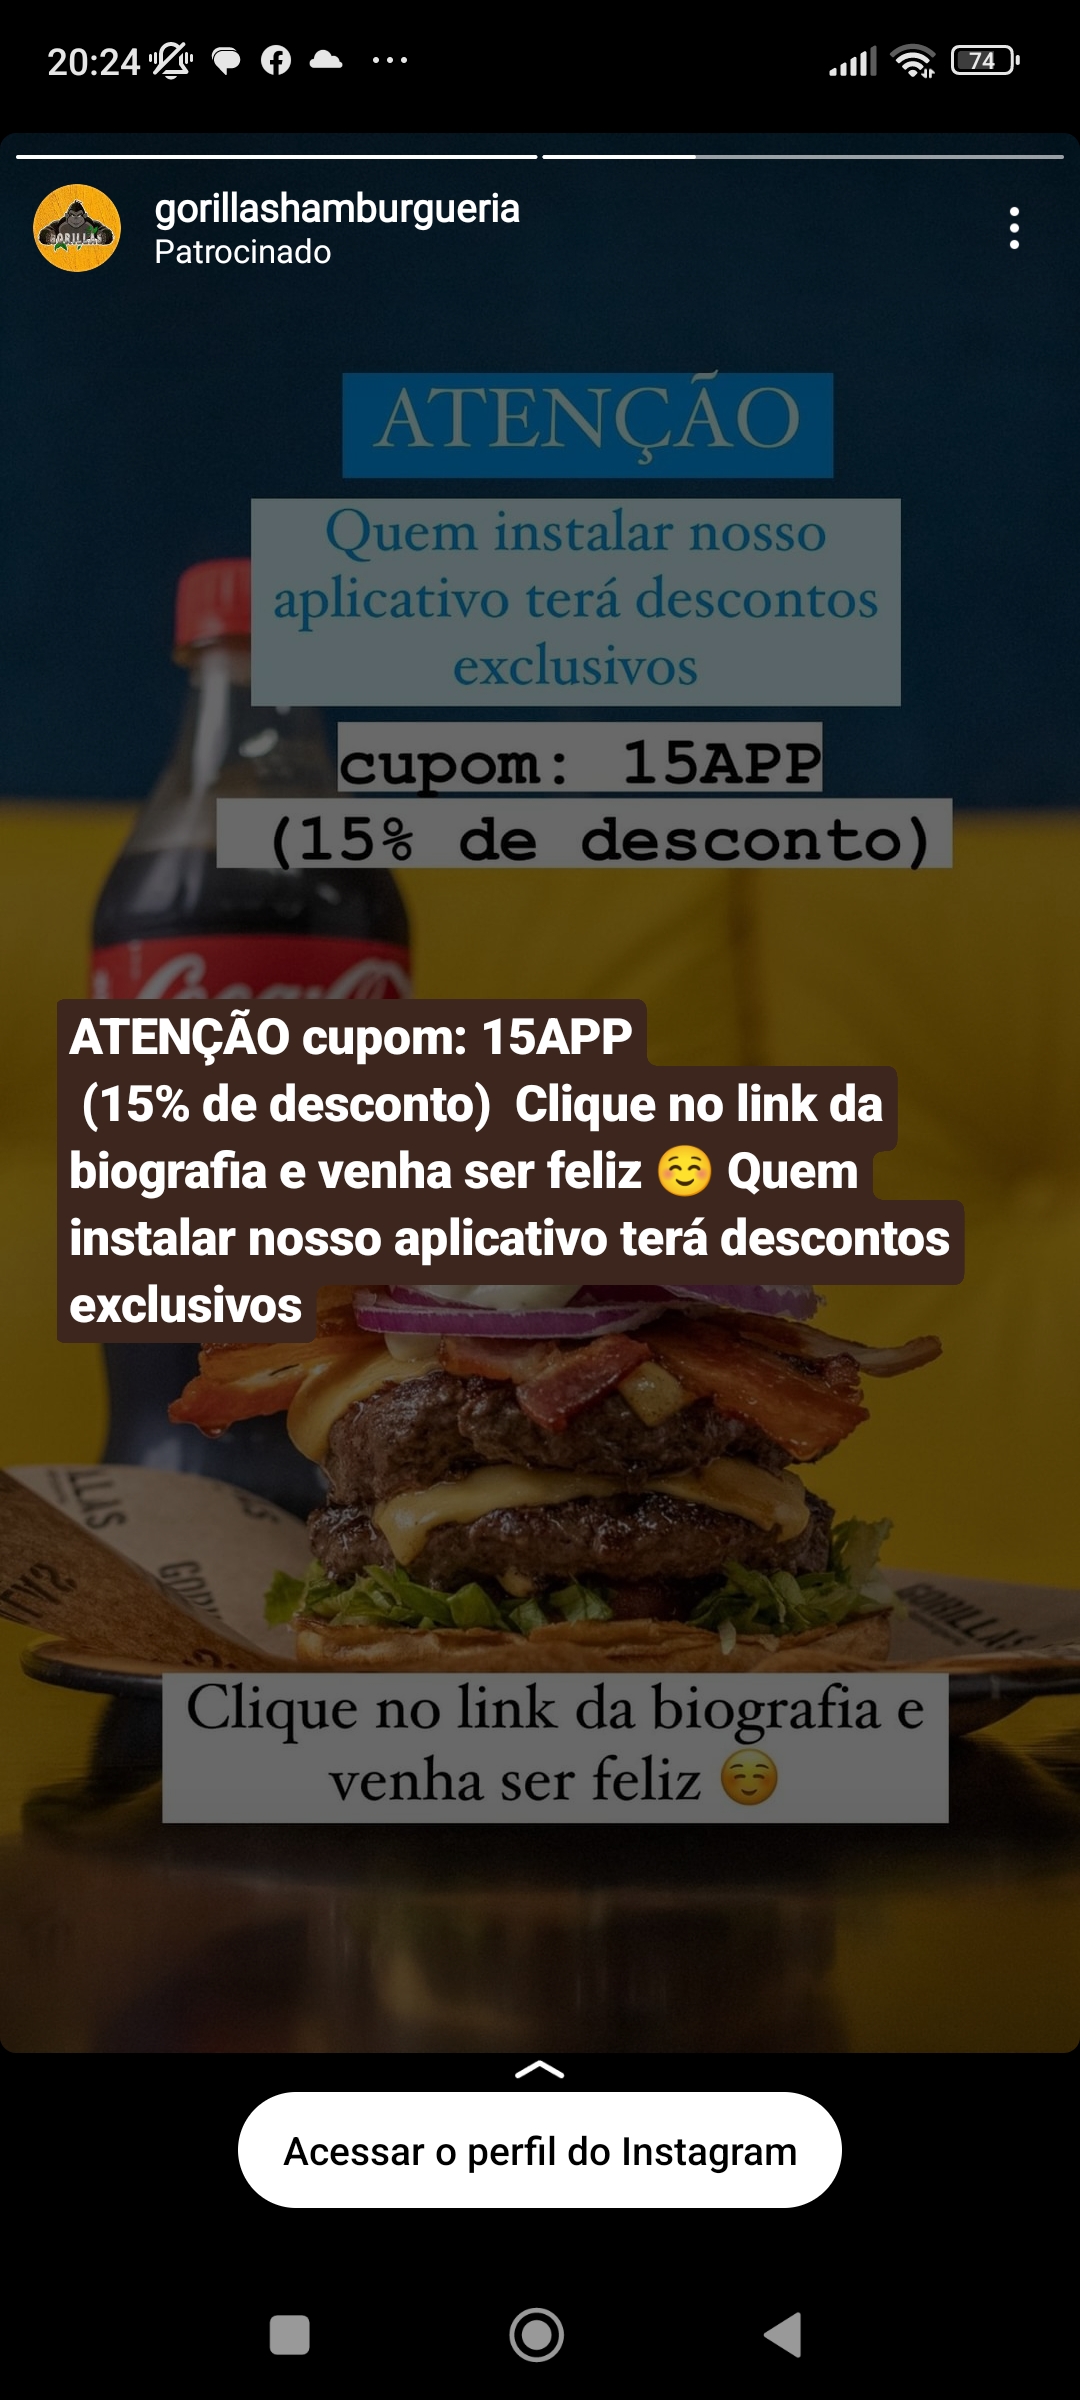 20:24
74
gorillashamburgueria
Patrocinado
GORILLAS
ATENÇÃO
Quem instalar nosso
aplicativo terá descontos
exclusivos
cupom: 15APP
(15% de desconto)
ATENÇÃO cupom: 15APP
(15% de desconto) Clique no link da
biografia e venha ser feliz ☺️ Quem
instalar nosso aplicativo terá descontos
exclusivos
GORILLAS
Clique no link da biografia e
venha ser feliz ☺️
Acessar o perfil do Instagram